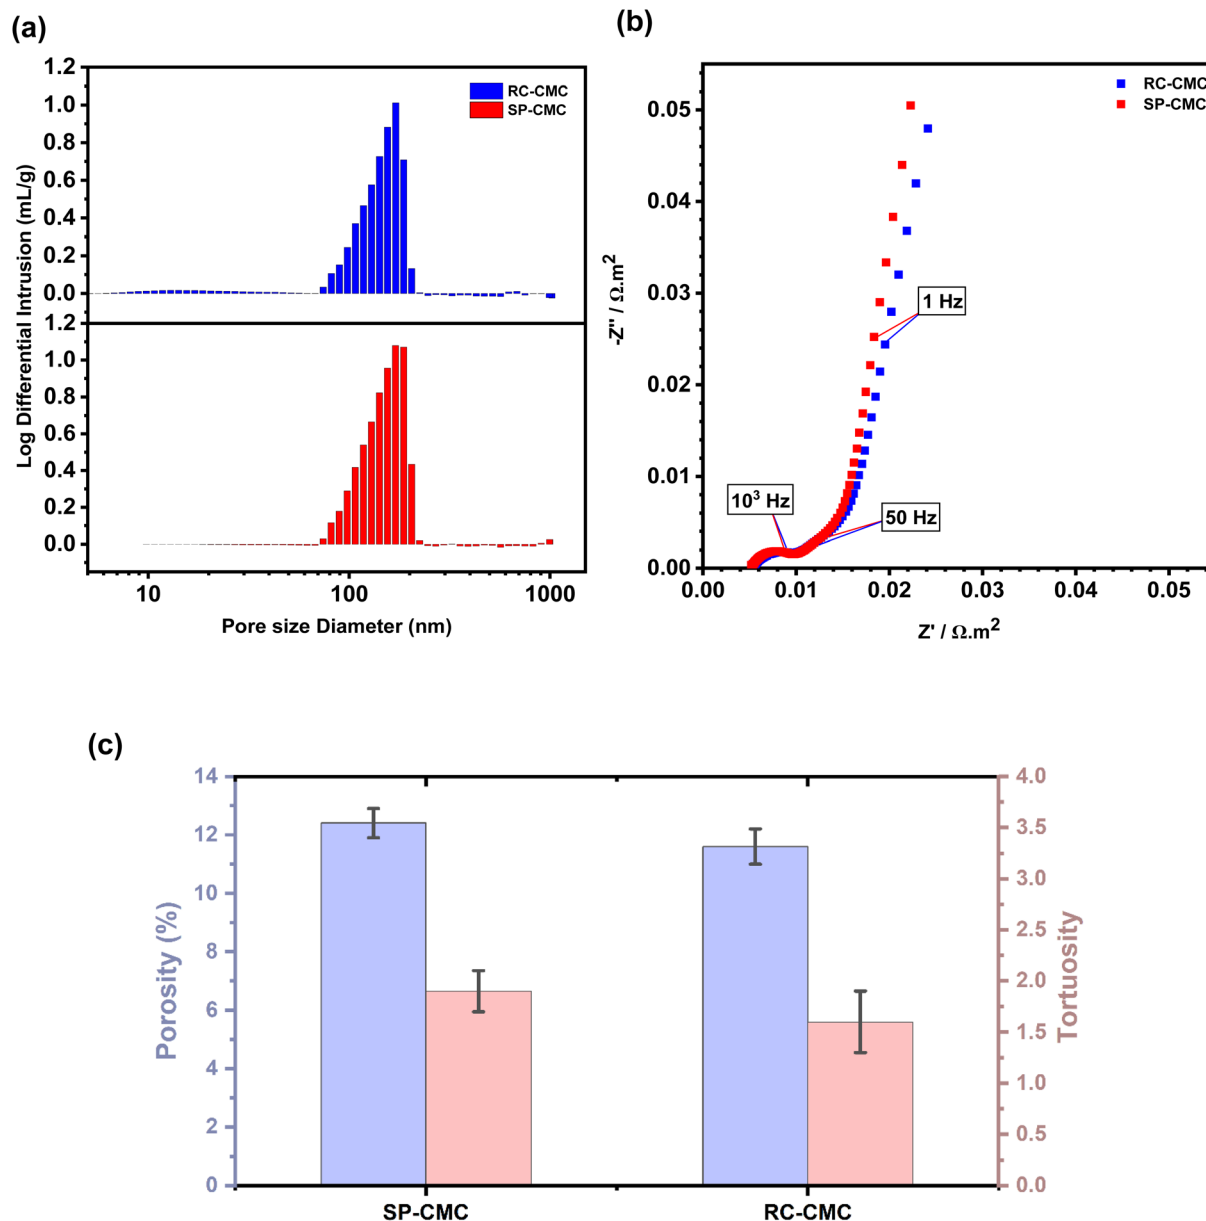 (a)
1.2
1.0
0.8
0.6
0.4
0.2
0.0
1.2
1.0
0.8
0.6
0.4
0.2
0.0
Log Differential Intrusion (mL/g)
RC-CMC
SP-CMC
10
100
1000
Pore size Diameter (nm)
(b)
0.05
0.04
0.03
0.02
0.01
0.00
-Z'' / Ω.m²
RC-CMC
SP-CMC
1 Hz
10³ Hz
50 Hz
0.00
0.01
0.02
0.03
0.04
0.05
Z' / Ω.m²
(c)
14
12
10
8
6
4
2
0
Porosity (%)
4.0
3.5
3.0
2.5
2.0
1.5
1.0
0.5
0.0
Tortuosity
SP-CMC
RC-CMC